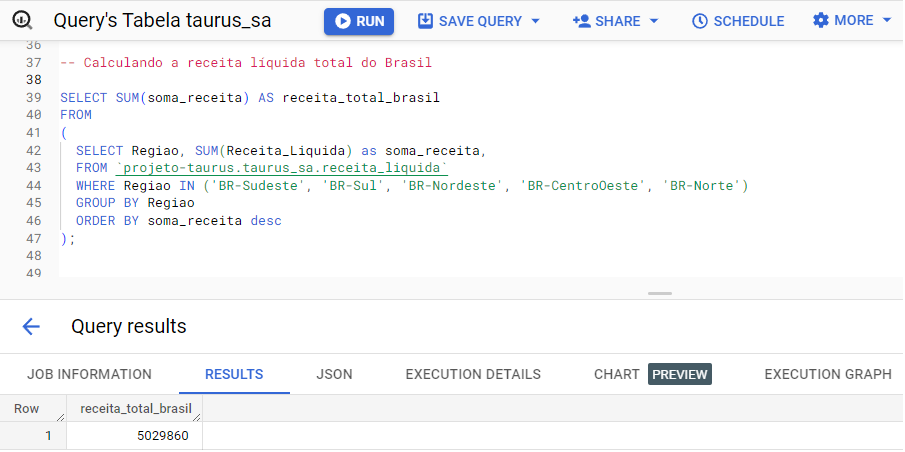 Query's Tabela taurus_sa
RUN
SAVE QUERY
SHARE
SCHEDULE
MORE
36
37 -- Calculando a receita líquida total do Brasil
38
39 SELECT SUM(soma_receita) AS receita_total_brasil
40 FROM
41 (
42 SELECT Regiao, SUM(Receita_Liquida) as soma_receita,
43 FROM `projeto-taurus.taurus_sa.receita_liquida`
44 WHERE Regiao IN ('BR-Sudeste', 'BR-Sul', 'BR-Nordeste', 'BR-CentroOeste', 'BR-Norte')
45 GROUP BY Regiao
46 ORDER BY soma_receita desc
47 );
48
49
Query results
JOB INFORMATION
RESULTS
JSON
EXECUTION DETAILS
CHART PREVIEW
EXECUTION GRAPH
Row receita_total_brasil
1 5029860